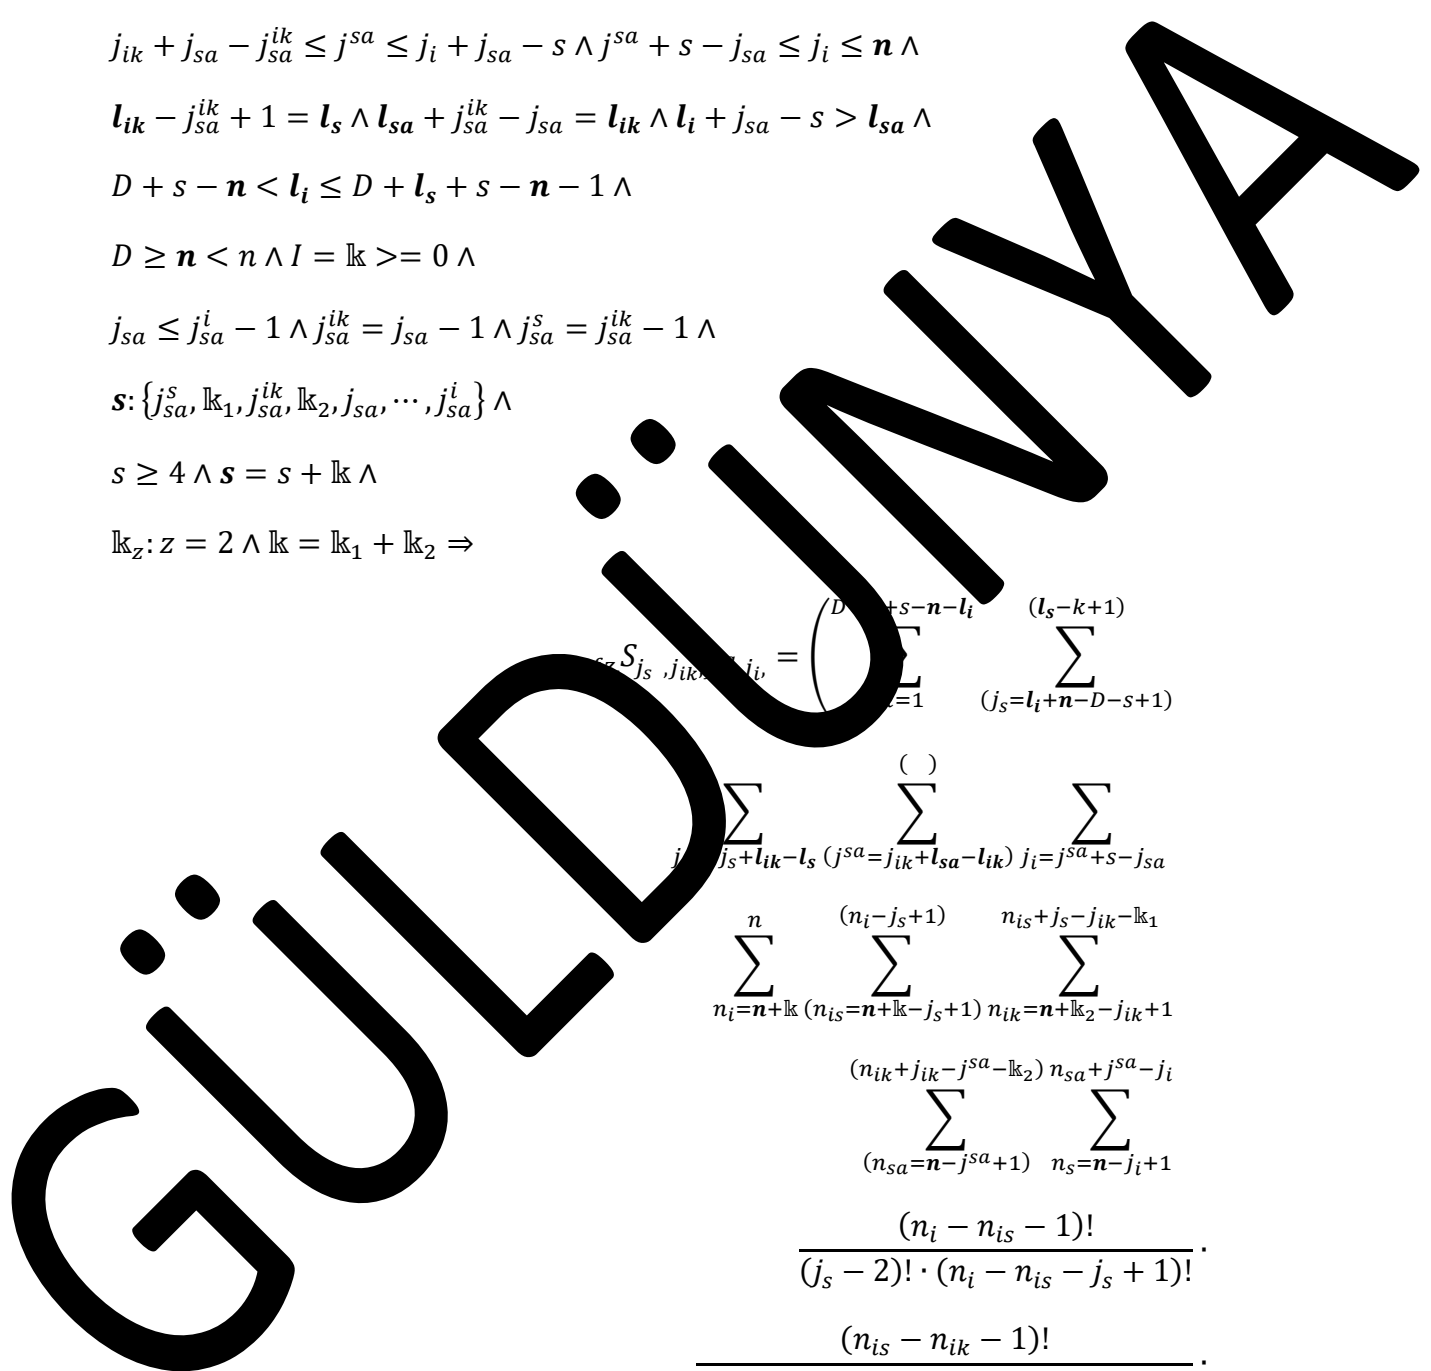 j_{ik} + j_{sa} − j_{sa}^{ik} ≤ j^{sa} ≤ j_i + j_{sa} − s ∧ j^{sa} + s − j_{sa} ≤ j_i ≤ n ∧
l_{ik} − j_{sa}^{ik} + 1 = l_s ∧ l_{sa} + j_{sa}^{ik} − j_{sa} = l_{ik} ∧ l_i + j_{sa} − s > l_{sa} ∧
D + s − n < l_i ≤ D + l_s + s − n − 1 ∧
D ≥ n < n ∧ I = 𝕜 >= 0 ∧
j_{sa} ≤ j_{sa}^{i} − 1 ∧ j_{sa}^{ik} = j_{sa} − 1 ∧ j_{sa}^{s} = j_{sa}^{ik} − 1 ∧
s: {j_{sa}^{s}, 𝕜_1, j_{sa}^{ik}, 𝕜_2, j_{sa}, ⋯, j_{sa}^{i}} ∧
s ≥ 4 ∧ s = s + 𝕜 ∧
𝕜_z: z = 2 ∧ 𝕜 = 𝕜_1 + 𝕜_2 ⇒
GÜLDÜNYA
S_{j_s, j_{ik}, j_i,} = ( ∑_{=1}^{+s−n−l_i} ∑_{(j_s=l_i+n−D−s+1)}^{(l_s−k+1)}
∑_{j_s+l_{ik}−l_s} ∑_{(j^{sa}=j_{ik}+l_{sa}−l_{ik})}^{( )} ∑_{j_i=j^{sa}+s−j_{sa}}
∑_{n_i=n+𝕜}^{n} ∑_{(n_{is}=n+𝕜−j_s+1)}^{(n_i−j_s+1)} ∑_{n_{ik}=n+𝕜_2−j_{ik}+1}^{n_{is}+j_s−j_{ik}−𝕜_1}
∑_{(n_{sa}=n−j^{sa}+1)}^{(n_{ik}+j_{ik}−j^{sa}−𝕜_2)} ∑_{n_s=n−j_i+1}^{n_{sa}+j^{sa}−j_i}
(n_i − n_{is} − 1)!
(j_s − 2)! · (n_i − n_{is} − j_s + 1)! ·
(n_{is} − n_{ik} − 1)! ·